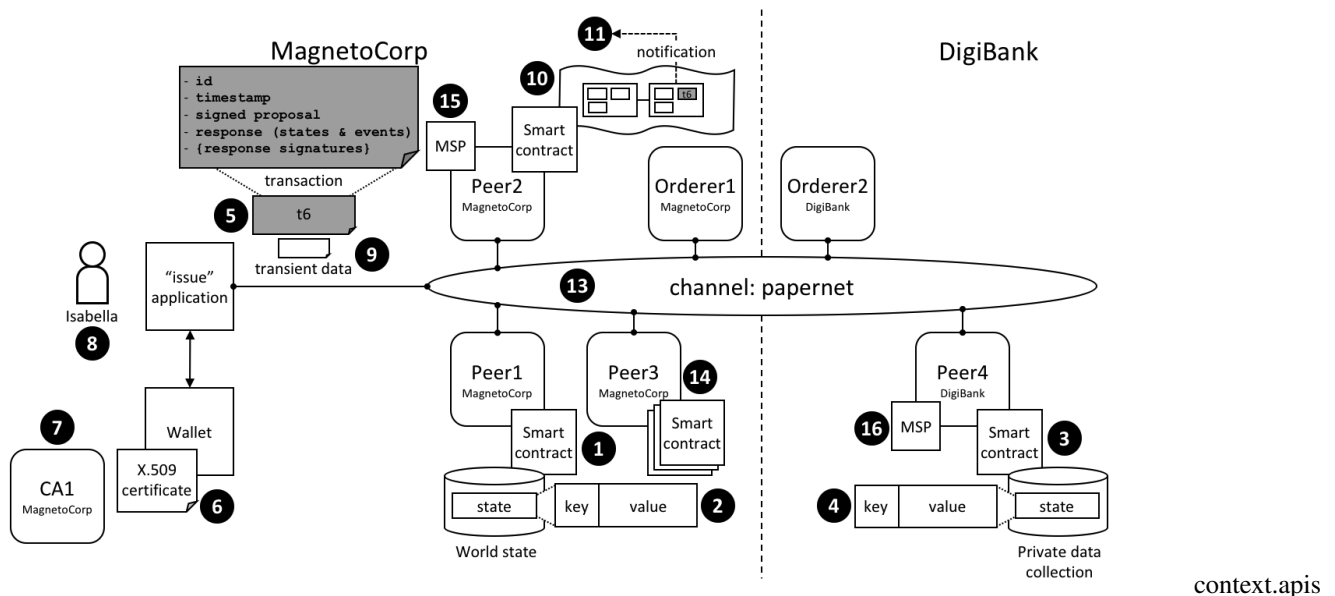 MagnetoCorp
DigiBank
11
notification
10
t6
- id
- timestamp
- signed proposal
- response (states & events)
- {response signatures}
15
MSP
Smart
contract
transaction
Peer2
MagnetoCorp
Orderer1
MagnetoCorp
Orderer2
DigiBank
5
t6
9
transient data
"issue"
application
Isabella
8
13
channel: papernet
Peer1
MagnetoCorp
Peer3
MagnetoCorp
14
Smart
contract
Peer4
DigiBank
Wallet
7
Smart
contract
1
16
MSP
Smart
contract
3
CA1
MagnetoCorp
X.509
certificate
6
state
key
value
2
4
key
value
state
World state
Private data
collection
context.apis